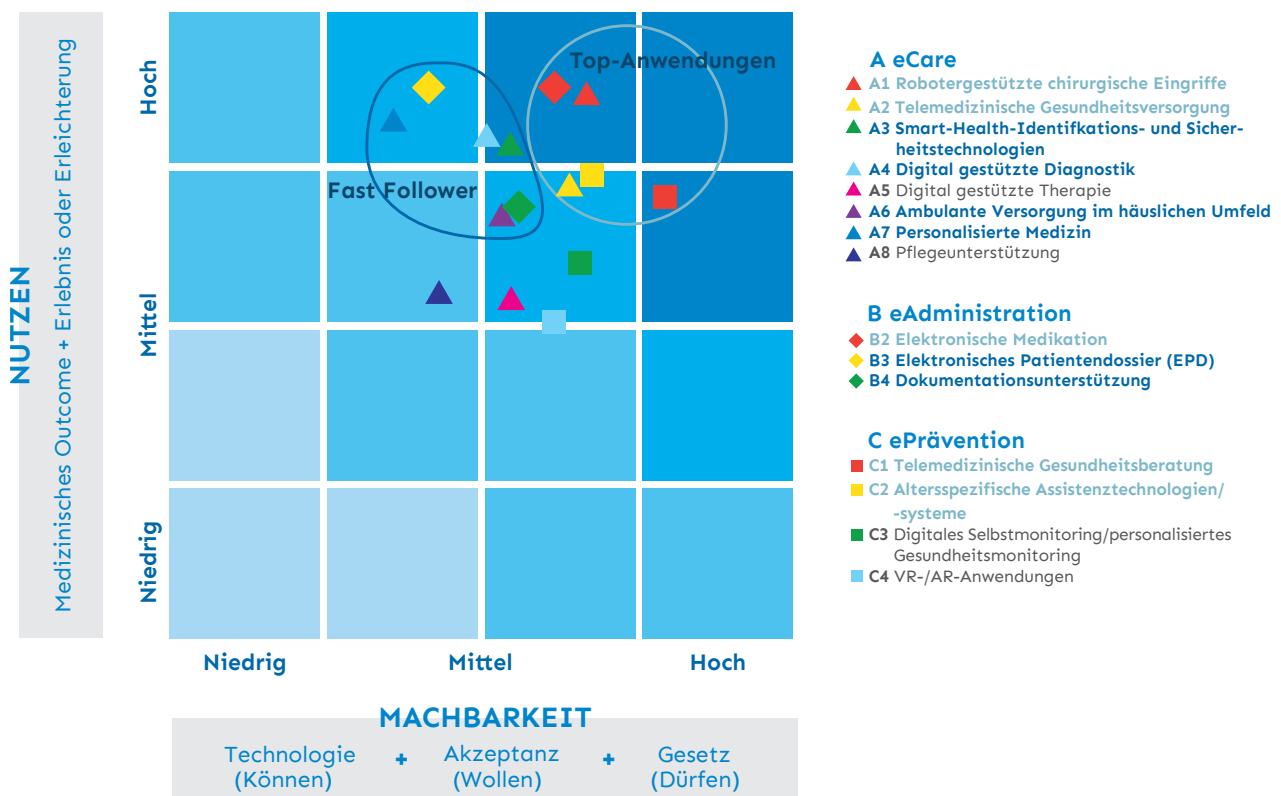 NUTZEN
Medizinisches Outcome + Erlebnis oder Erleichterung
Hoch
Mittel
Niedrig
Top-Anwendungen
Fast Follower
Niedrig
Mittel
Hoch
MACHBARKEIT
Technologie
(Können)
+
Akzeptanz
(Wollen)
+
Gesetz
(Dürfen)
A eCare
A1 Robotergestützte chirurgische Eingriffe
A2 Telemedizinische Gesundheitsversorgung
A3 Smart-Health-Identifkations- und Sicher-
heitstechnologien
A4 Digital gestützte Diagnostik
A5 Digital gestützte Therapie
A6 Ambulante Versorgung im häuslichen Umfeld
A7 Personalisierte Medizin
A8 Pflegeunterstützung
B eAdministration
B2 Elektronische Medikation
B3 Elektronisches Patientendossier (EPD)
B4 Dokumentationsunterstützung
C ePrävention
C1 Telemedizinische Gesundheitsberatung
C2 Altersspezifische Assistenztechnologien/
-systeme
C3 Digitales Selbstmonitoring/personalisiertes
Gesundheitsmonitoring
C4 VR-/AR-Anwendungen